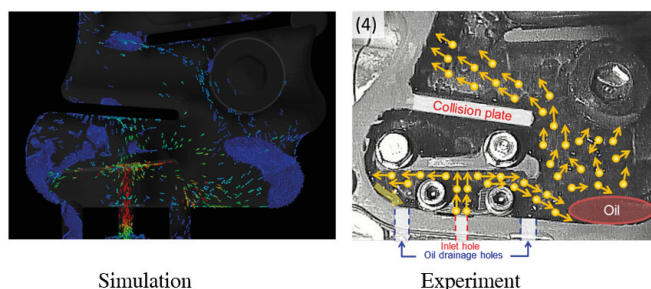 (4)
Collision plate
Oil
Inlet hole
Oil drainage holes
Simulation
Experiment